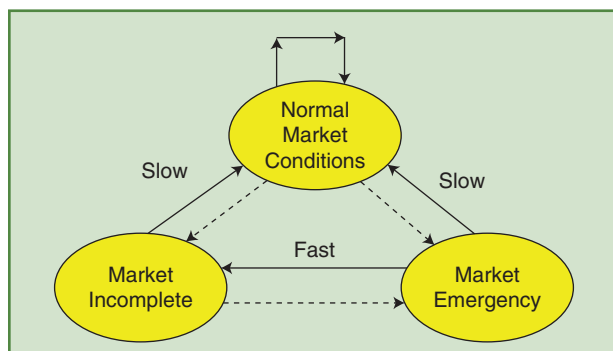 Normal
Market
Conditions
Slow
Slow
Fast
Market
Incomplete
Market
Emergency